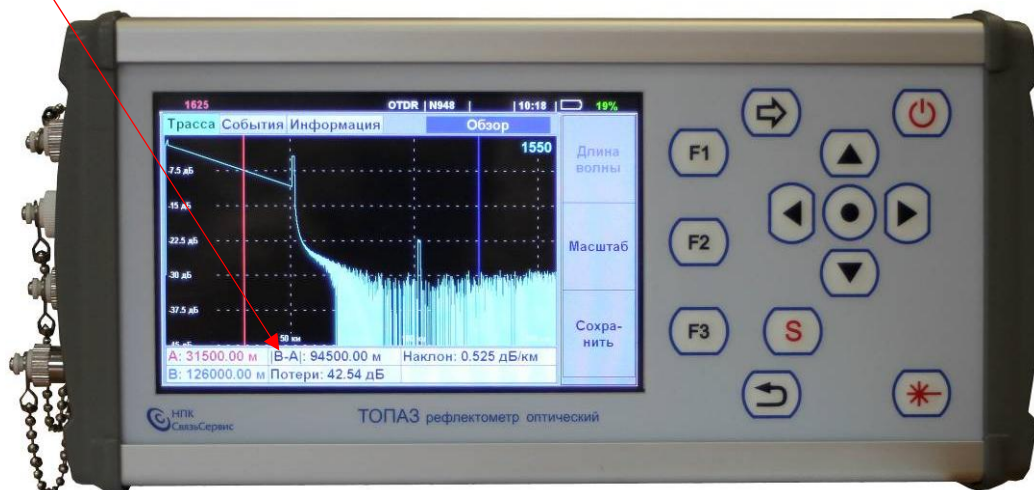 1625 OTDR | N948 | | 10:18 | 19%
Трасса События Информация Обзор
1550
-7.5 дБ
-15 дБ
-22.5 дБ
-30 дБ
-37.5 дБ
-45 дБ
50 км
Длина
волны
Масштаб
Сохра-
нить
A: 31500.00 м |B-A|: 94500.00 м Наклон: 0.525 дБ/км
B: 126000.00 м Потери: 42.54 дБ
F1
F2
F3
S
НПК
СвязьСервис
ТОПАЗ рефлектометр оптический